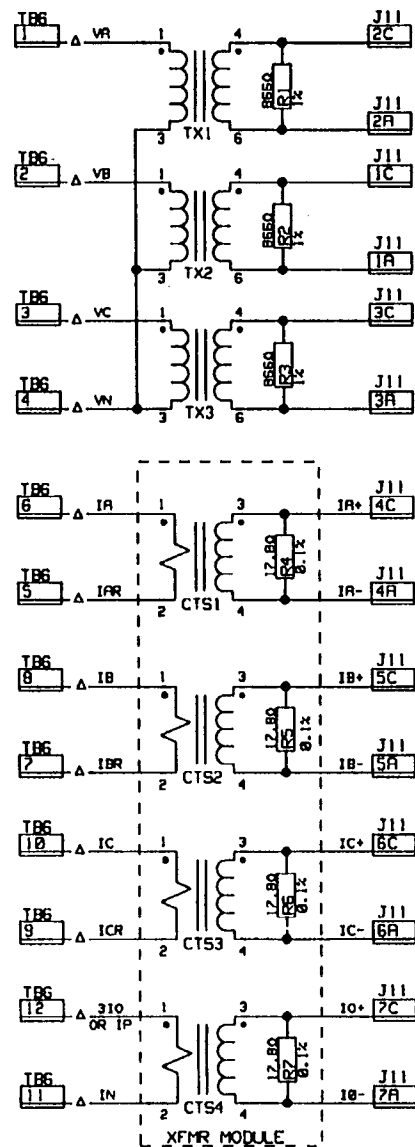 TB6 J11
1 Δ VA 1 4 2C
866Ω R1 1%
J11
3 TX1 6 2A
TB6 J11
2 Δ VB 1 4 1C
866Ω R2 1%
J11
3 TX2 6 1A
TB6 J11
3 Δ VC 1 4 3C
866Ω R3 1%
TB6 J11
4 Δ VN 3 TX3 6 3A
TB6 J11
6 Δ IA 1 3 IA+ 4C
17.8Ω R4 0.1%
TB6 J11
5 Δ IAR 2 CTS1 4 IA- 4A
TB6 J11
8 Δ IB 1 3 IB+ 5C
17.8Ω R5 0.1%
TB6 J11
7 Δ IBR 2 CTS2 4 IB- 5A
TB6 J11
10 Δ IC 1 3 IC+ 6C
17.8Ω R6 0.1%
TB6 J11
9 Δ ICR 2 CTS3 4 IC- 6A
TB6 J11
12 Δ 3IO 1 3 IO+ 7C
OR IP
17.8Ω R7 0.1%
TB6 J11
11 Δ IN 2 CTS4 4 IO- 7A
XFMR MODULE